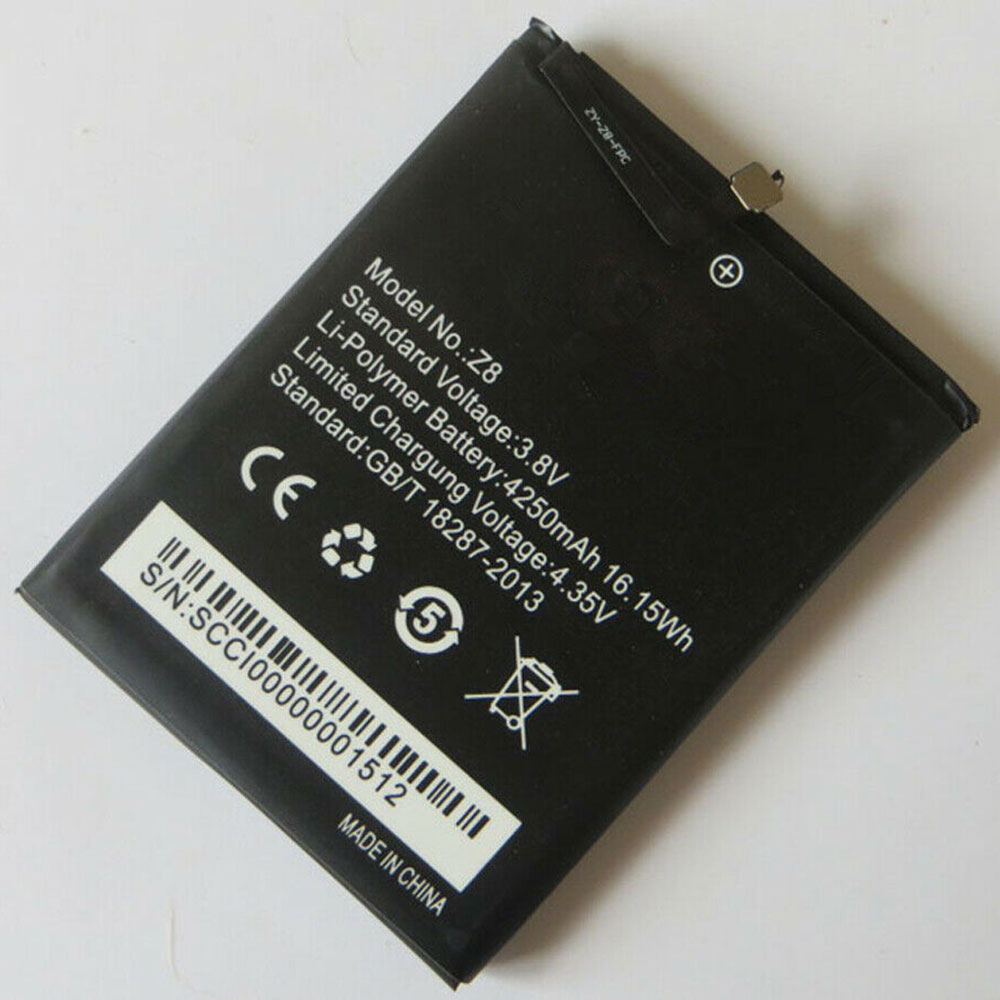 ZY-Z8-FPC
Model No.:Z8
Standard Voltage:3.8V
Li-Polymer Battery:4250mAh 16.15Wh
Limited Chargung Voltage:4.35V
Standard:GB/T 18287-2013
CE
5
S/N:SCCI0000001512
MADE IN CHINA